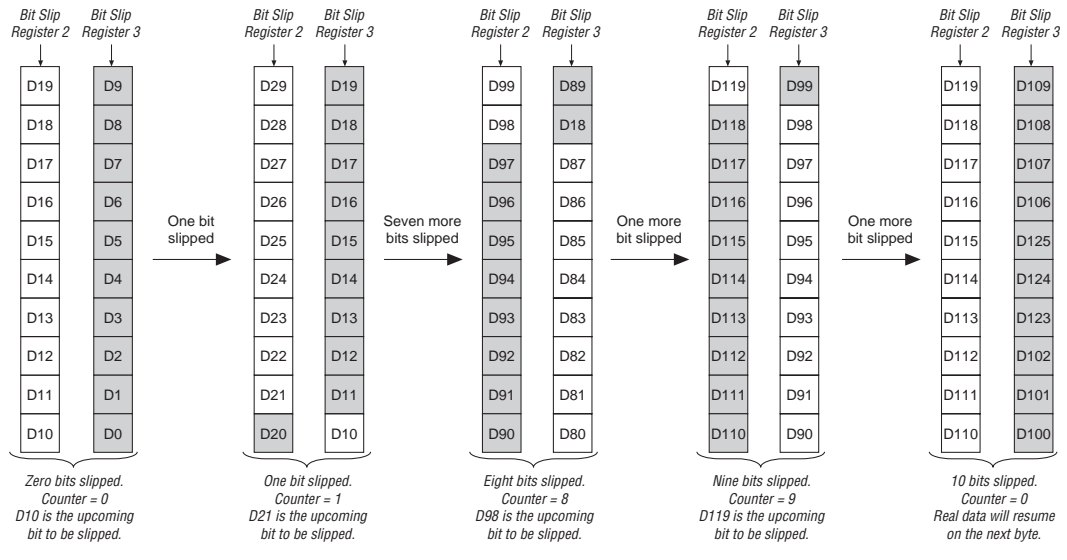 Bit Slip
Register 2
Bit Slip
Register 3
D19
D18
D17
D16
D15
D14
D13
D12
D11
D10
D9
D8
D7
D6
D5
D4
D3
D2
D1
D0
Zero bits slipped.
Counter = 0
D10 is the upcoming
bit to be slipped.
One bit
slipped
Bit Slip
Register 2
Bit Slip
Register 3
D29
D28
D27
D26
D25
D24
D23
D22
D21
D20
D19
D18
D17
D16
D15
D14
D13
D12
D11
D10
One bit slipped.
Counter = 1
D21 is the upcoming
bit to be slipped.
Seven more
bits slipped
Bit Slip
Register 2
Bit Slip
Register 3
D99
D98
D97
D96
D95
D94
D93
D92
D91
D90
D89
D18
D87
D86
D85
D84
D83
D82
D81
D80
Eight bits slipped.
Counter = 8
D98 is the upcoming
bit to be slipped.
One more
bit slipped
Bit Slip
Register 2
Bit Slip
Register 3
D119
D118
D117
D116
D115
D114
D113
D112
D111
D110
D99
D98
D97
D96
D95
D94
D93
D92
D91
D90
Nine bits slipped.
Counter = 9
D119 is the upcoming
bit to be slipped.
One more
bit slipped
Bit Slip
Register 2
Bit Slip
Register 3
D119
D118
D117
D116
D115
D114
D113
D112
D111
D110
D109
D108
D107
D106
D125
D124
D123
D102
D101
D100
10 bits slipped.
Counter = 0
Real data will resume
on the next byte.